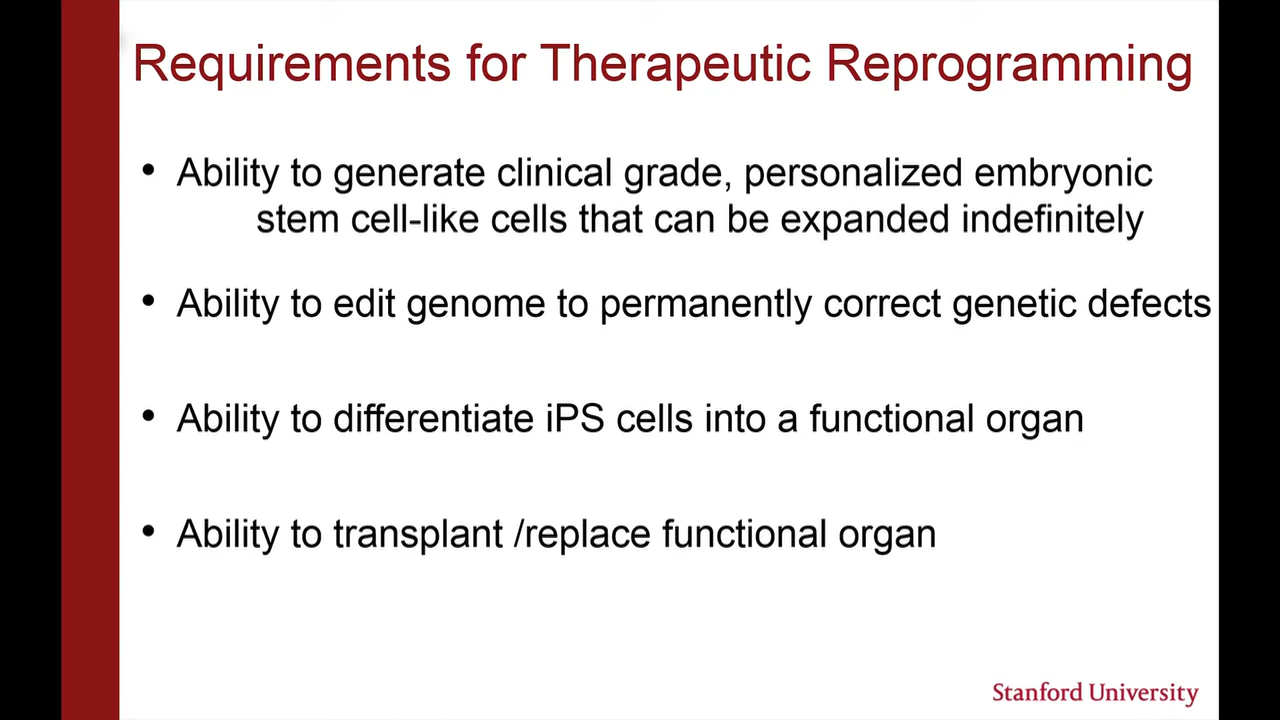 Requirements for Therapeutic Reprogramming
• Ability to generate clinical grade, personalized embryonic
stem cell-like cells that can be expanded indefinitely
• Ability to edit genome to permanently correct genetic defects
• Ability to differentiate iPS cells into a functional organ
• Ability to transplant /replace functional organ
Stanford University